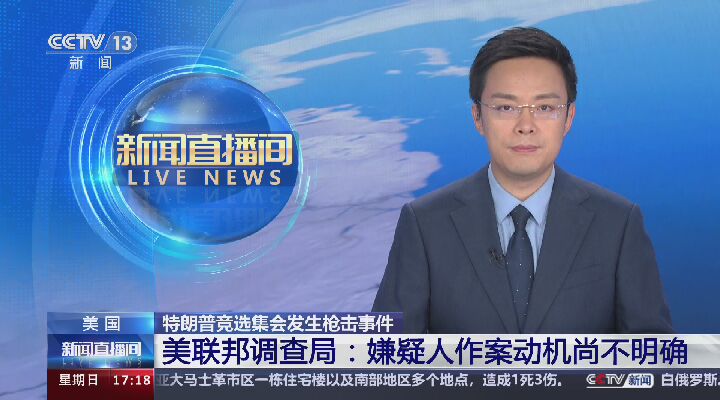 CCTV 13
新闻
新闻直播间
LIVE NEWS
美国
特朗普竞选集会发生枪击事件
新闻直播间
美联邦调查局：嫌疑人作案动机尚不明确
星期日 17:18
大马士革市区一栋住宅楼以及南部地区多个地点，造成1死3伤。 CCTV 新闻 白俄罗斯